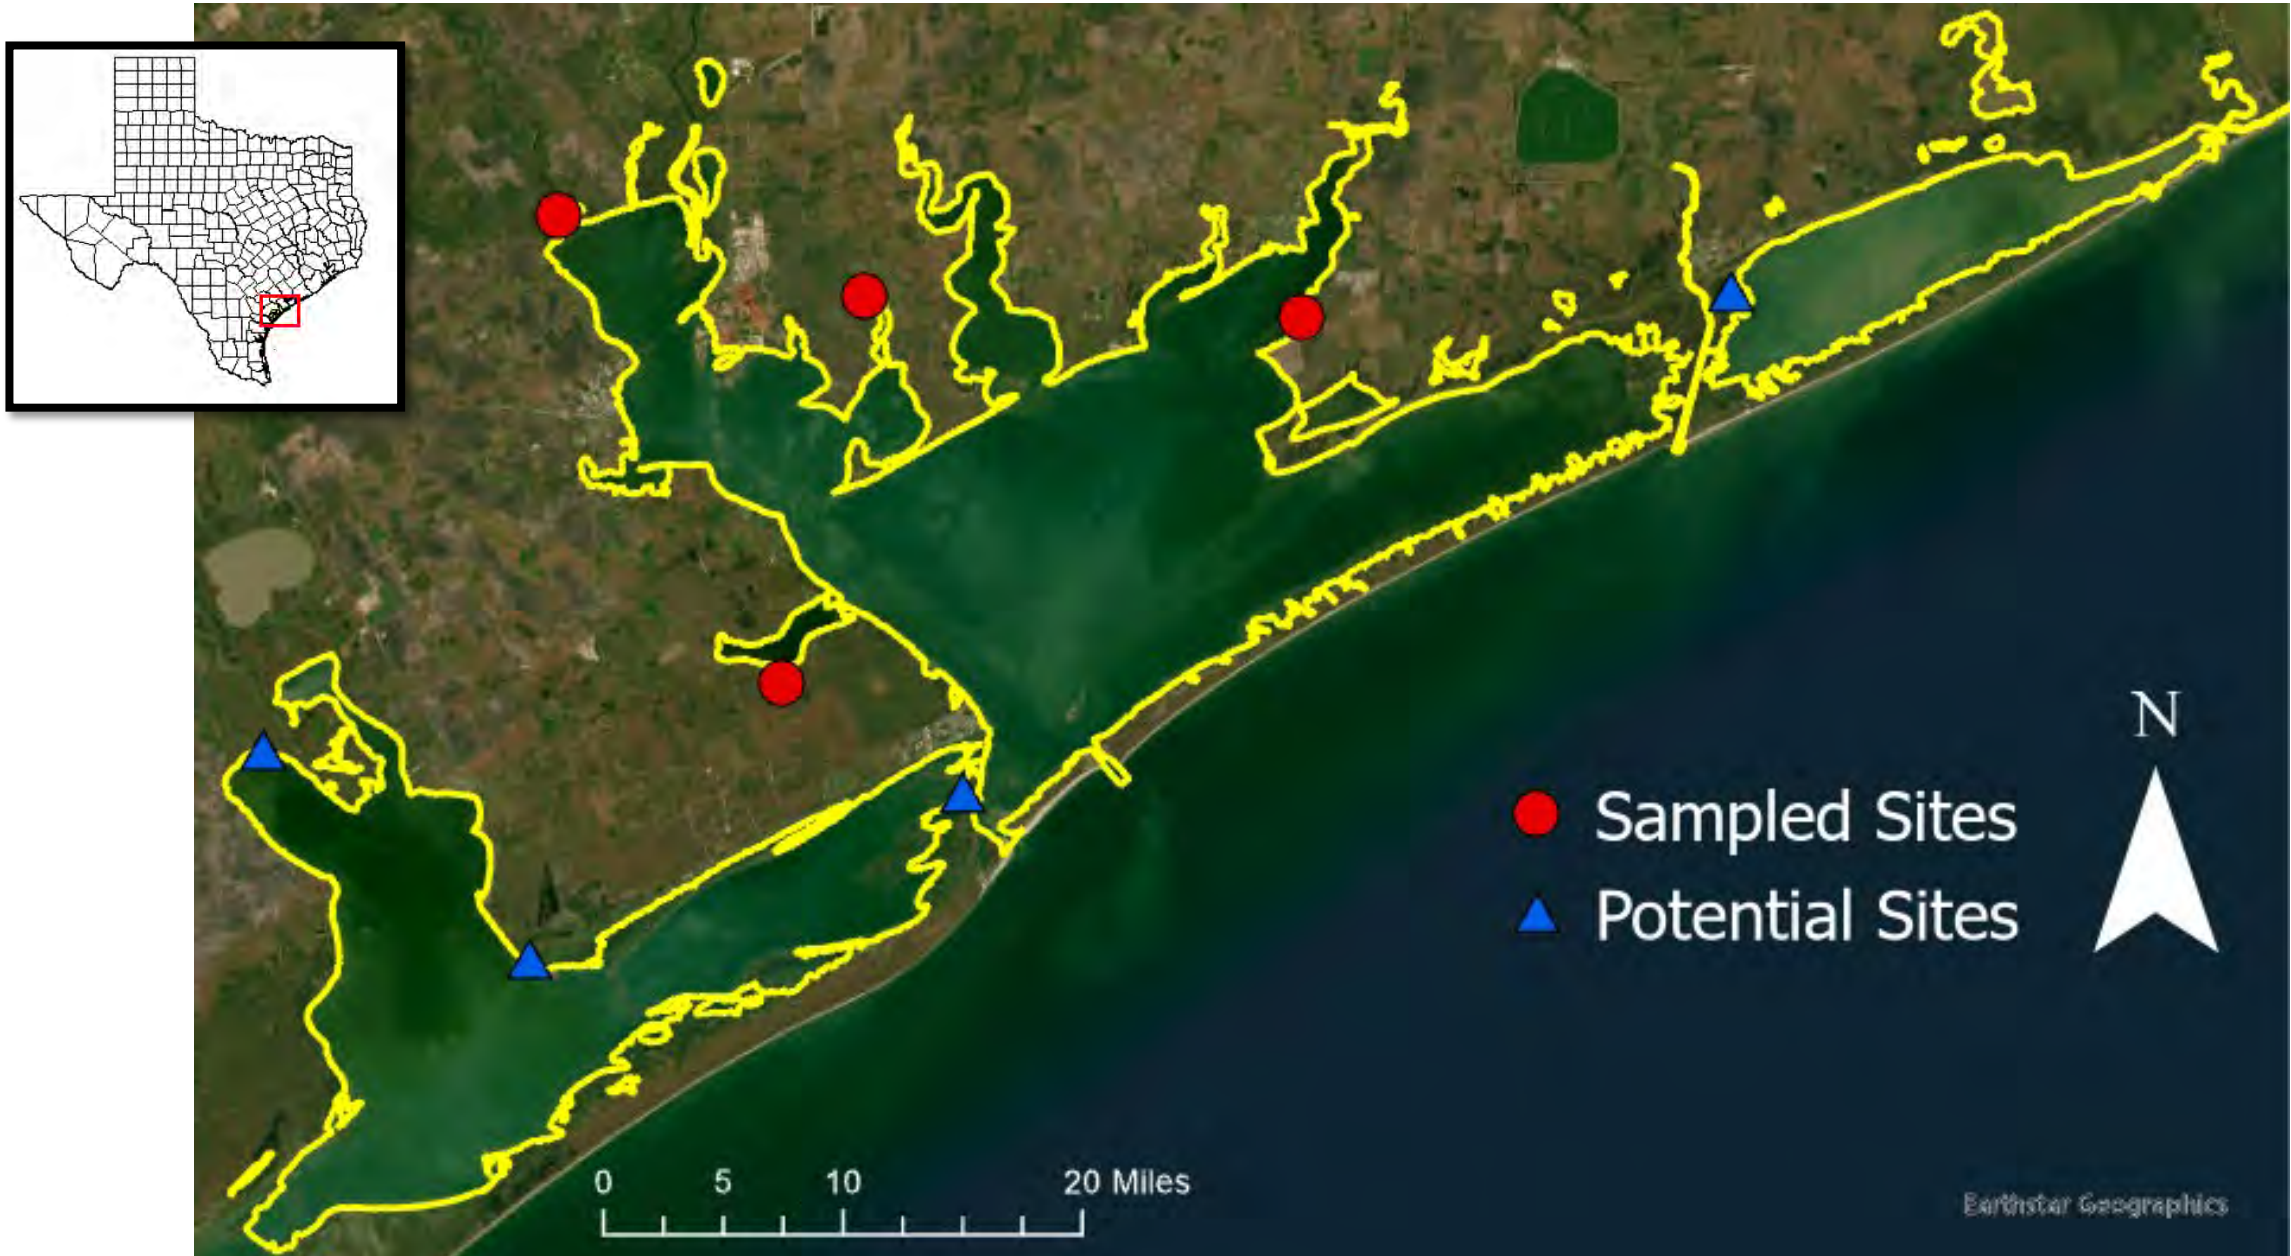 N
Sampled Sites
Potential Sites
0 5 10 20 Miles
Earthstar Geographics